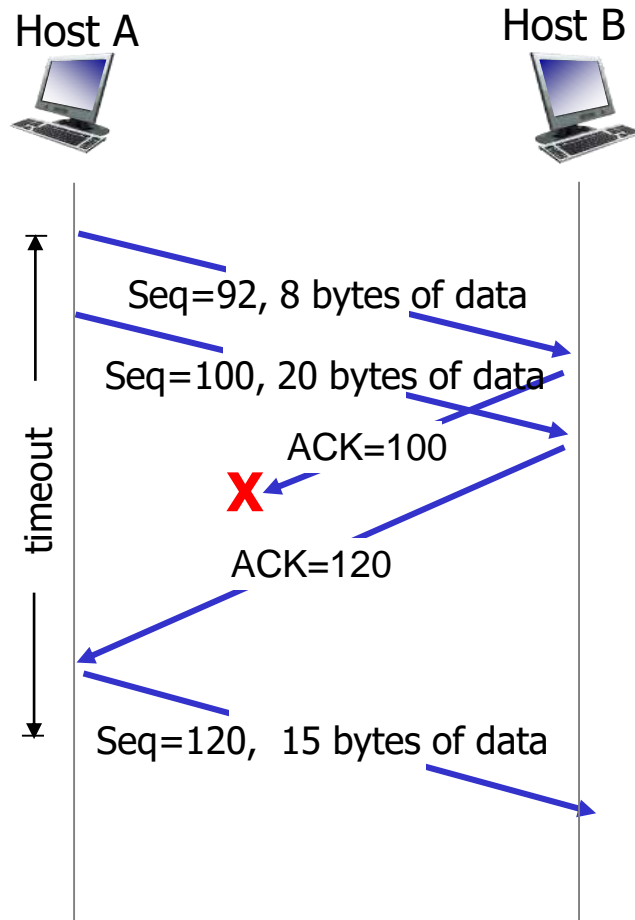 Host A
Host B
Seq=92, 8 bytes of data
Seq=100, 20 bytes of data
ACK=100
X
timeout
ACK=120
Seq=120, 15 bytes of data